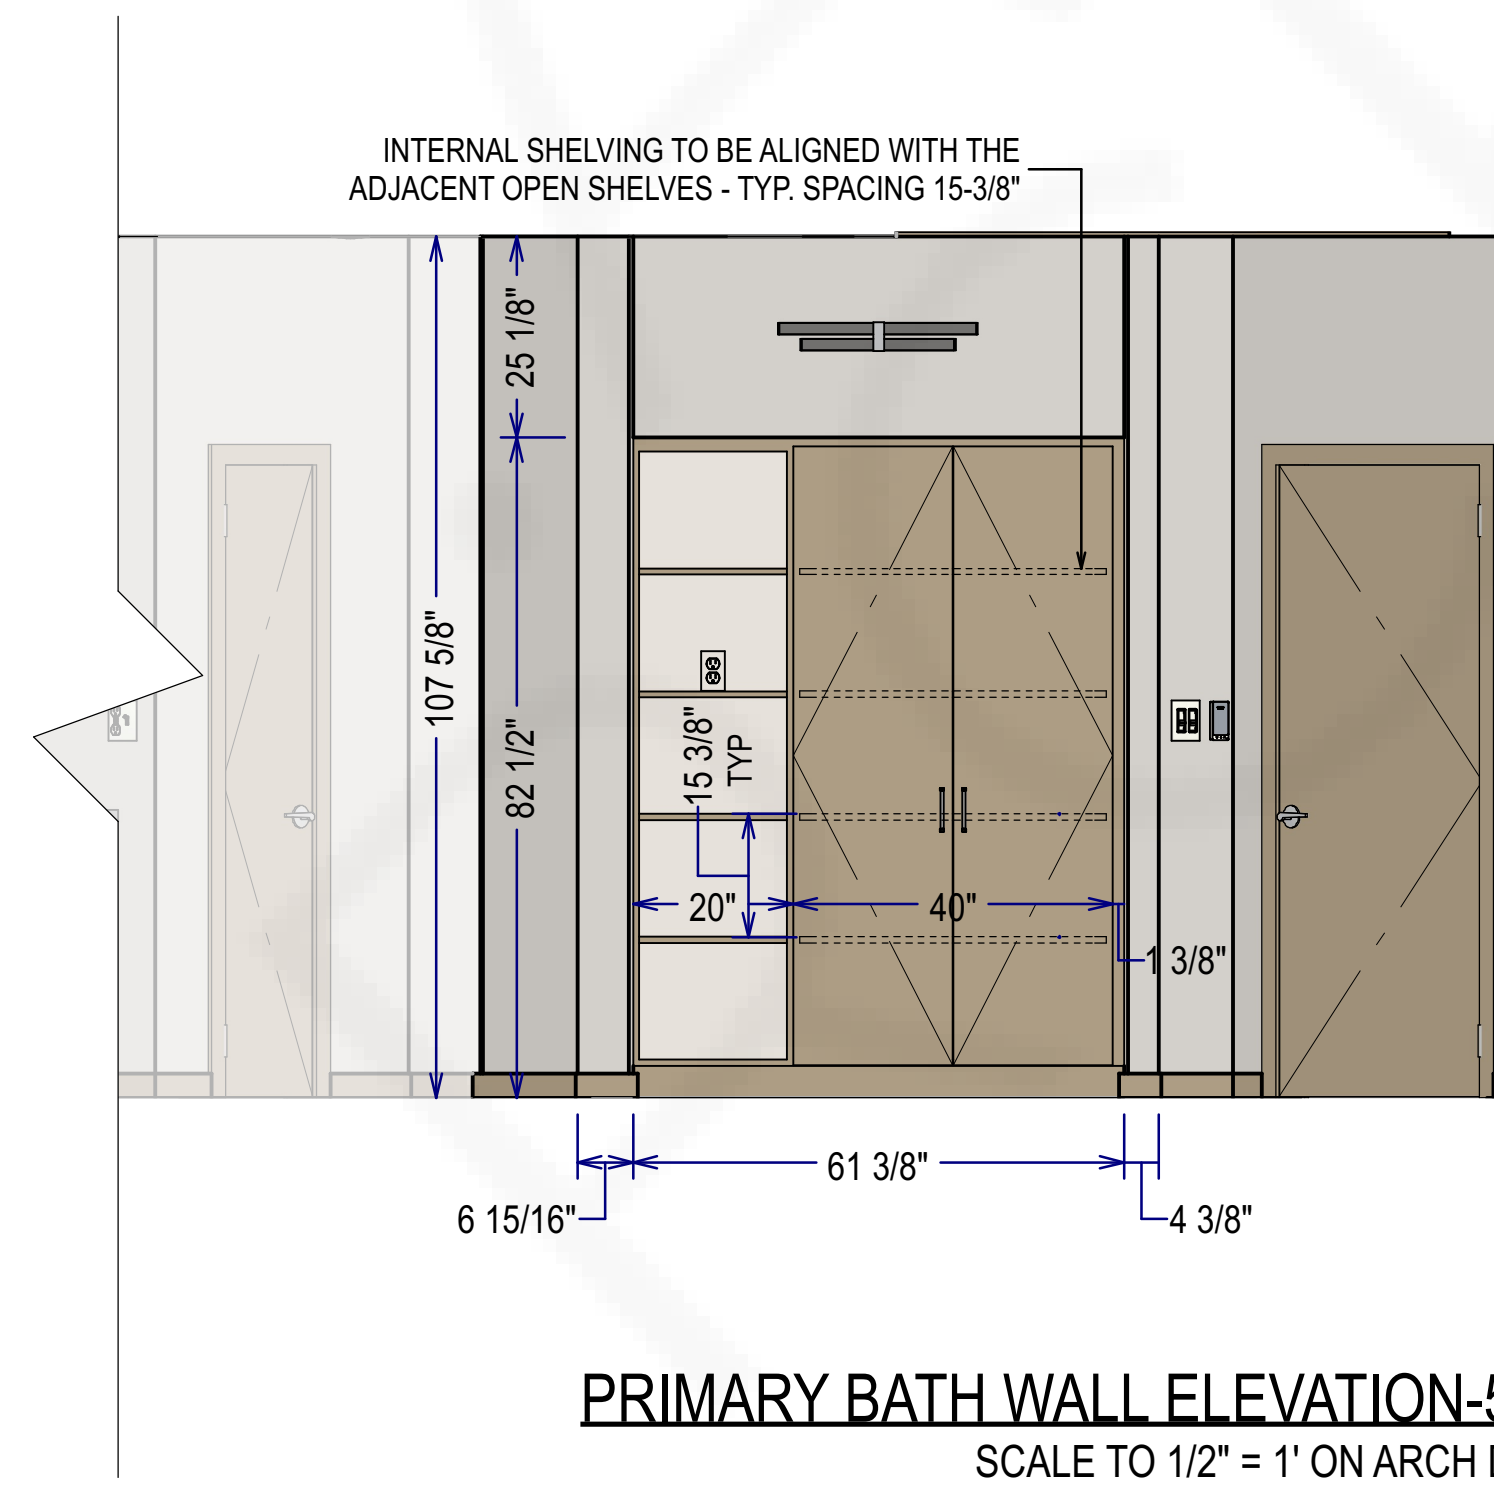 INTERNAL SHELVING TO BE ALIGNED WITH THE
ADJACENT OPEN SHELVES - TYP. SPACING 15-3/8"
25 1/8"
107 5/8"
82 1/2"
15 3/8"
TYP
20"
40"
1 3/8"
61 3/8"
6 15/16"
4 3/8"
PRIMARY BATH WALL ELEVATION-5
SCALE TO 1/2" = 1' ON ARCH